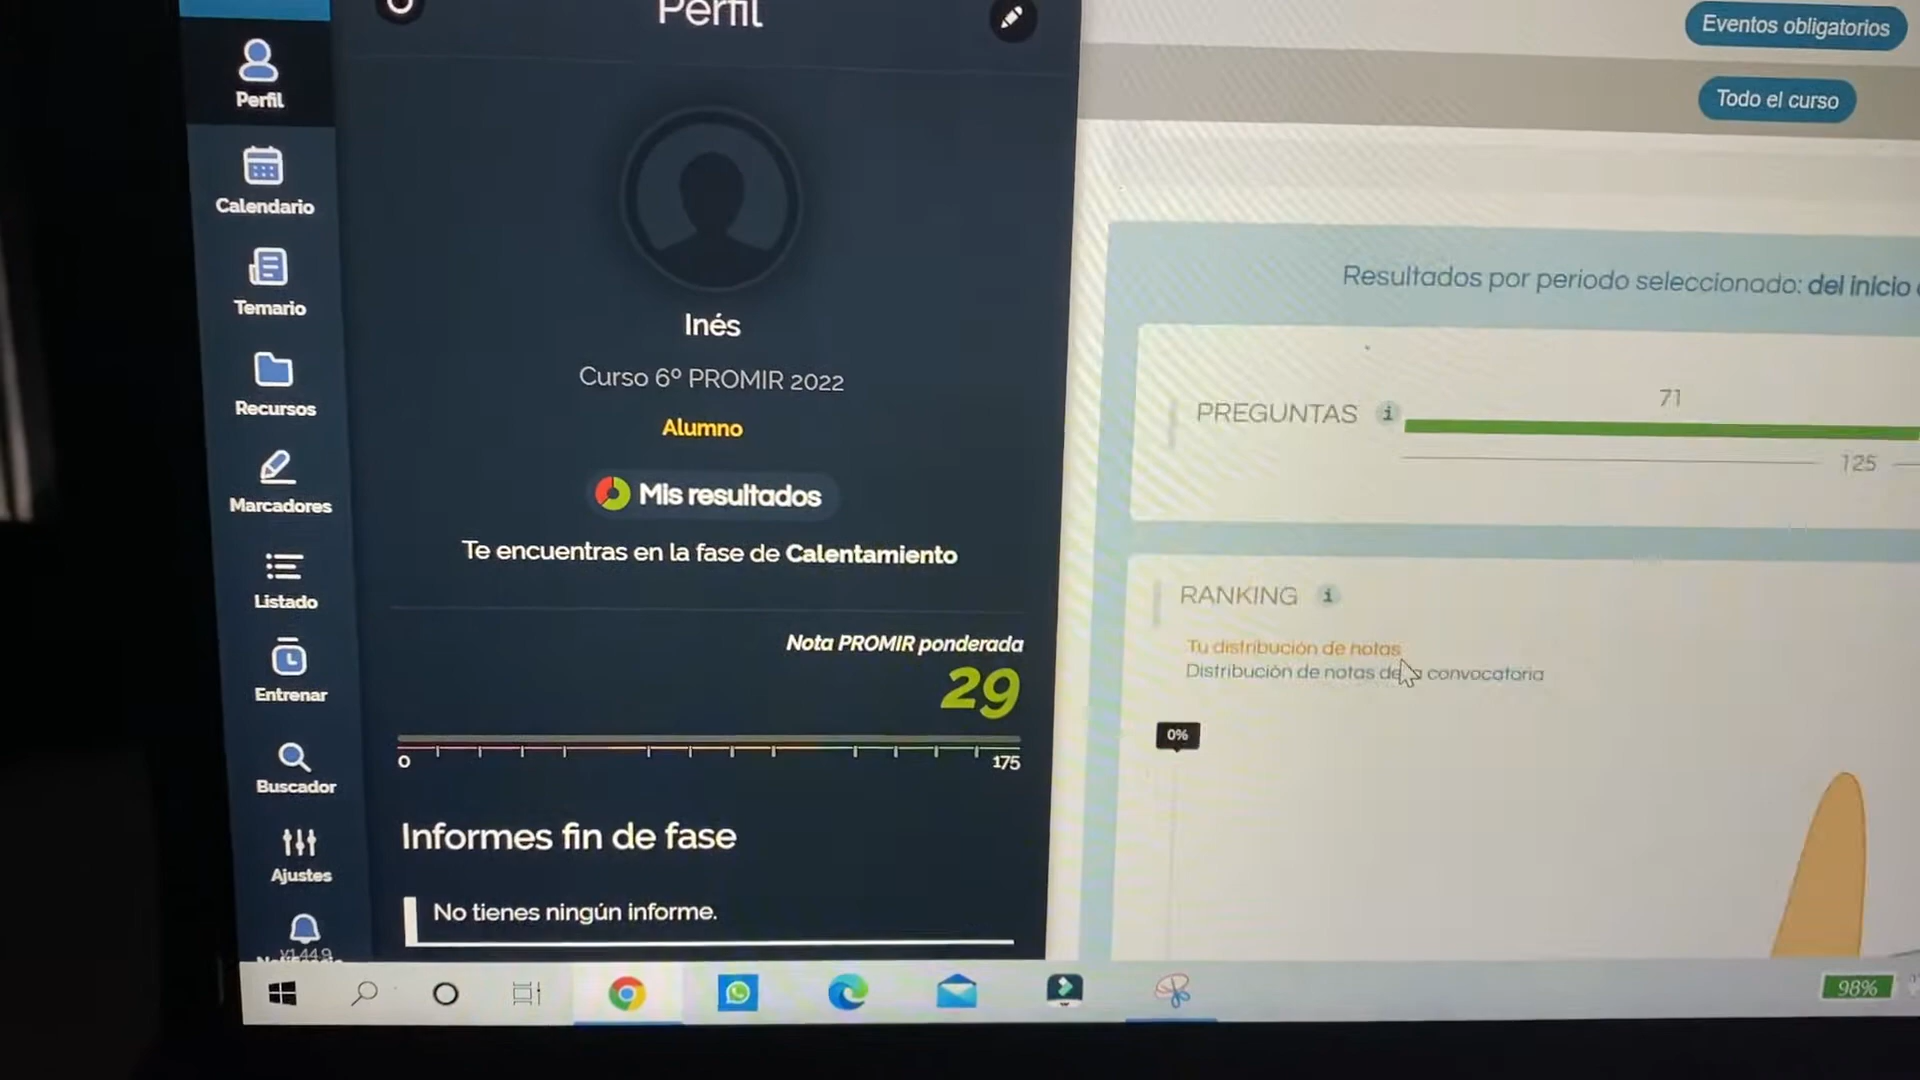 Perfil
Eventos obligatorios
Todo el curso
Perfil
Calendario
Temario
Recursos
Marcadores
Listado
Entrenar
Buscador
Ajustes
v1.44.9
Inés
Curso 6º PROMIR 2022
Alumno
Mis resultados
Te encuentras en la fase de Calentamiento
Nota PROMIR ponderada
29
0
175
Informes fin de fase
No tienes ningún informe.
Resultados por periodo seleccionado: del inicio
PREGUNTAS i
71
125
RANKING i
Tu distribución de notas
Distribución de notas de convocatoria
0%
98%